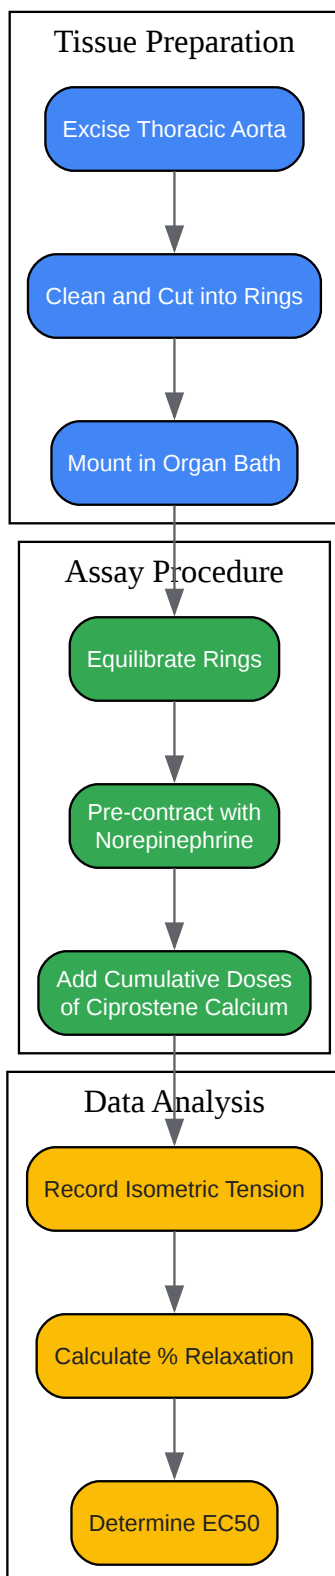 Tissue Preparation
Excise Thoracic Aorta
Clean and Cut into Rings
Mount in Organ Bath
Assay Procedure
Equilibrate Rings
Pre-contract with
Norepinephrine
Add Cumulative Doses
of Ciprostene Calcium
Data Analysis
Record Isometric Tension
Calculate % Relaxation
Determine EC50